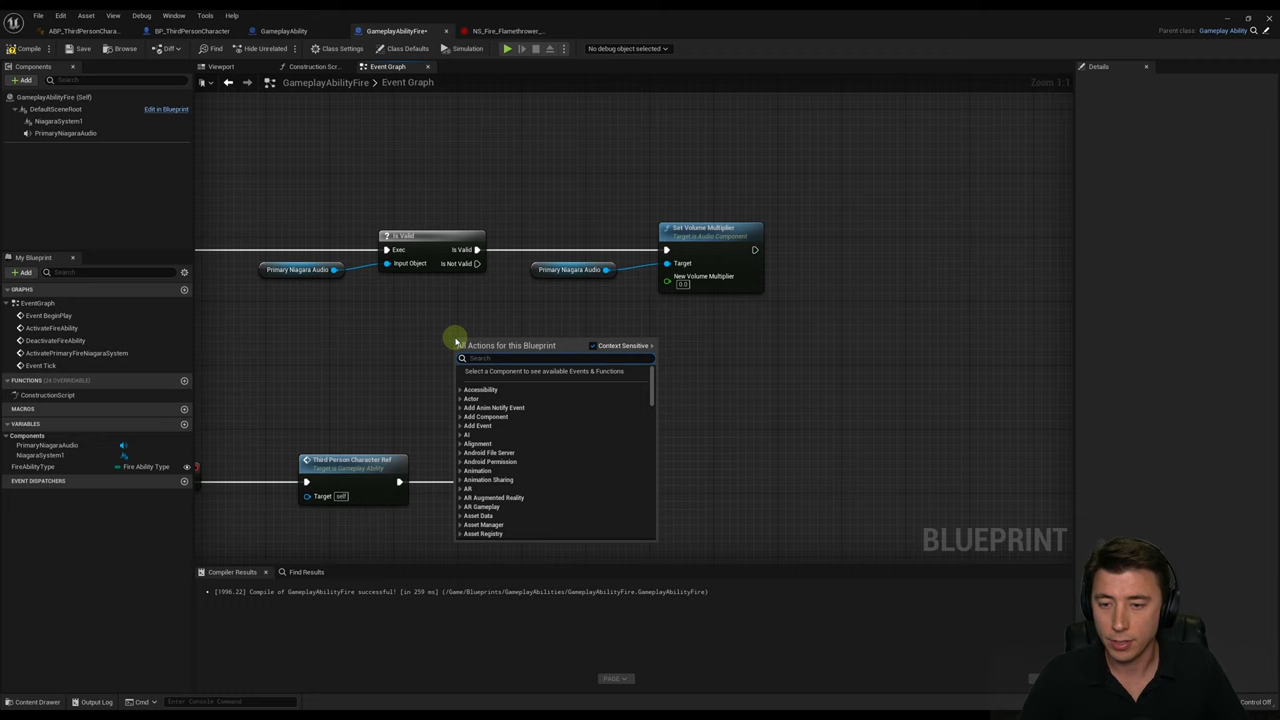 File Edit Asset View Debug Window Tools Help
ABP_ThirdPersonChara... BP_ThirdPersonCharacter GameplayAbility GameplayAbilityFire• NS_Fire_Flamethrower_... Parent class: Gameplay Ability
Compile Save Browse Diff Find Hide Unrelated Class Settings Class Defaults Simulation No debug object selected
Components
Viewport Construction Scr... Event Graph Details
Add Search
GameplayAbilityFire > Event Graph Zoom 1:1
GameplayAbilityFire (Self)
DefaultSceneRoot Edit in Blueprint
NiagaraSystem1
PrimaryNiagaraAudio
My Blueprint
Add Search
GRAPHS
EventGraph
Event BeginPlay
ActivateFireAbility
DeactivateFireAbility
ActivatePrimaryFireNiagaraSystem
Event Tick
FUNCTIONS (24 OVERRIDABLE)
ConstructionScript
MACROS
VARIABLES
Components
PrimaryNiagaraAudio
NiagaraSystem1
FireAbilityType Fire Ability Type
EVENT DISPATCHERS
? Is Valid
Exec Is Valid
Input Object Is Not Valid
Primary Niagara Audio
Primary Niagara Audio
Set Volume Multiplier
Target is Audio Component
Target
New Volume Multiplier
0.0
All Actions for this Blueprint Context Sensitive
Search
Select a Component to see available Events & Functions
Accessibility
Actor
Add Anim Notify Event
Add Component
Add Event
AI
Alignment
Android File Server
Android Permission
Animation
Animation Sharing
AR
AR Augmented Reality
AR Gameplay
Asset Data
Asset Manager
Asset Registry
Third Person Character Ref
Target is Gameplay Ability
Target self
BLUEPRINT
Compiler Results Find Results
[1996.22] Compile of GameplayAbilityFire successful! [in 259 ms] (/Game/Blueprints/GameplayAbilities/GameplayAbilityFire.GameplayAbilityFire)
PAGE
Content Drawer Output Log Cmd Enter Console Command Control Off